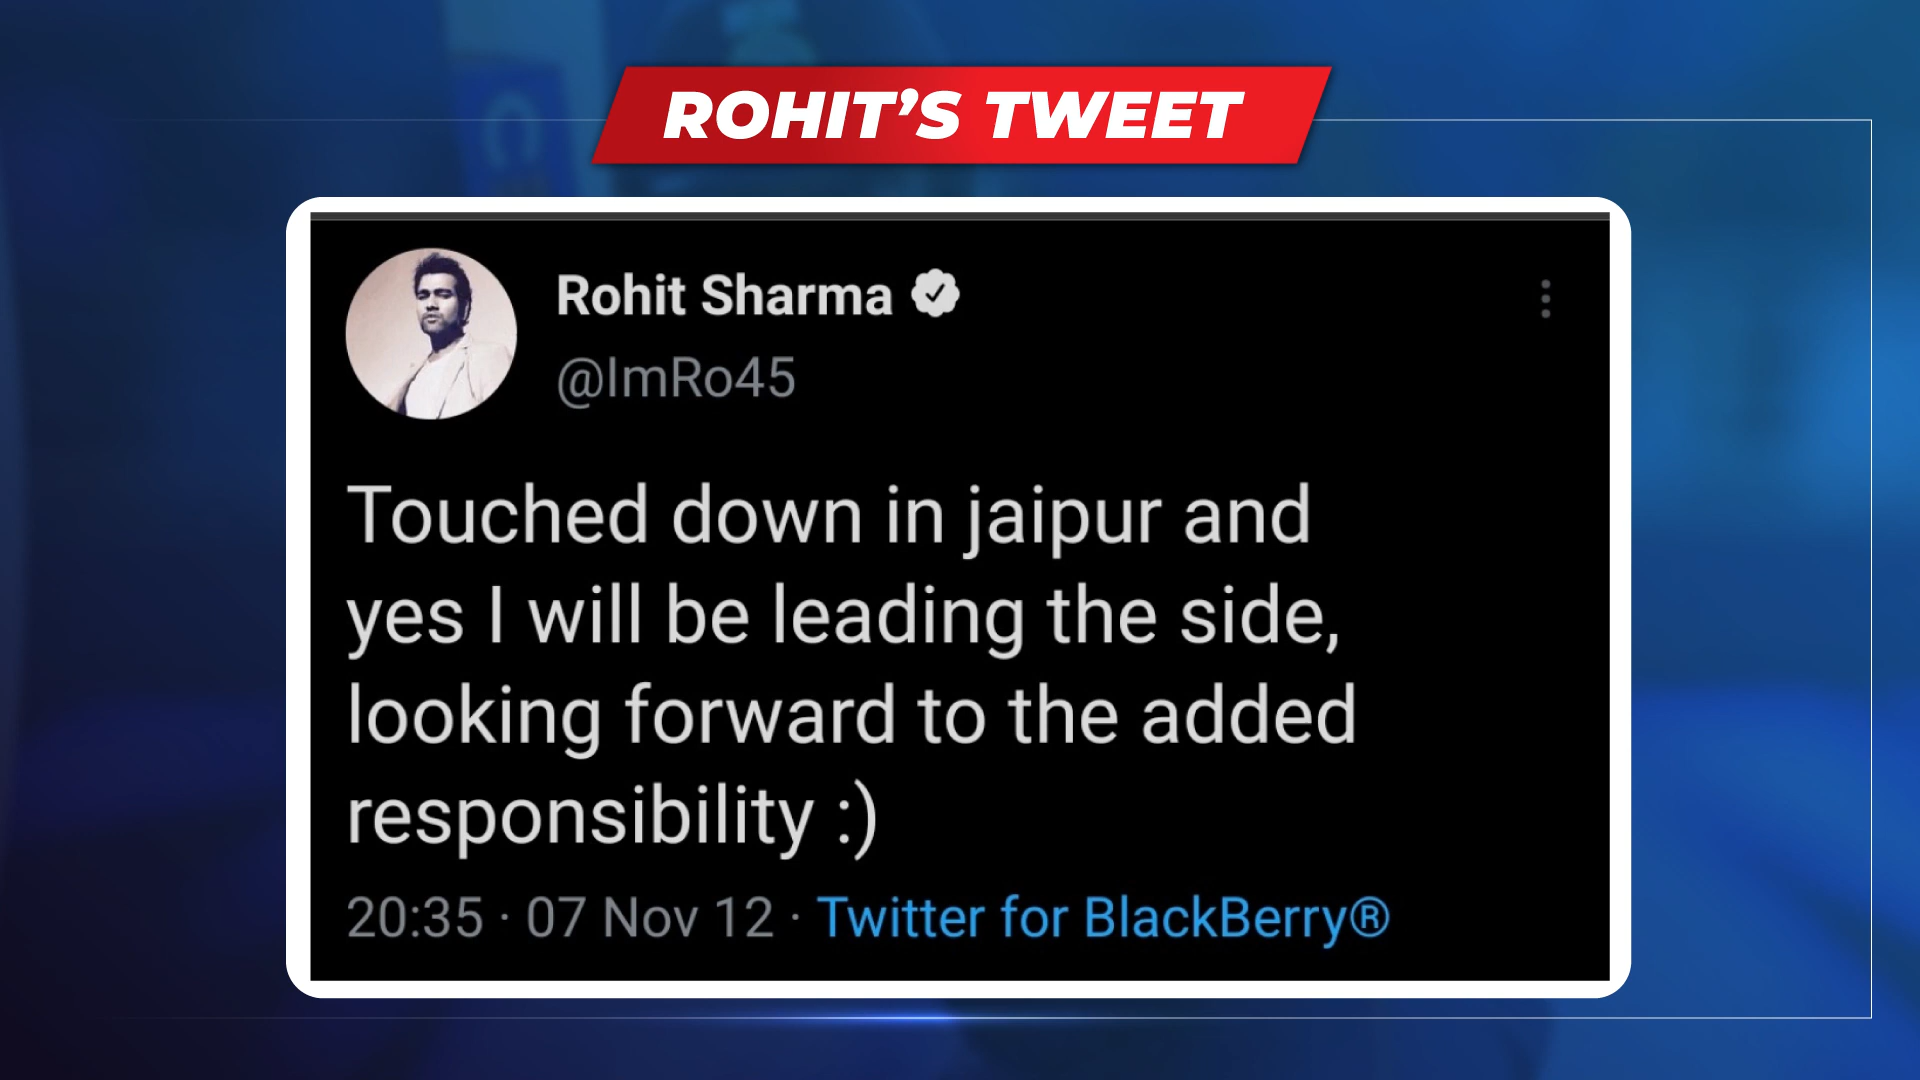 ROHIT’S TWEET
Rohit Sharma
@ImRo45
Touched down in jaipur and
yes I will be leading the side,
looking forward to the added
responsibility :)
20:35 · 07 Nov 12 · Twitter for BlackBerry®